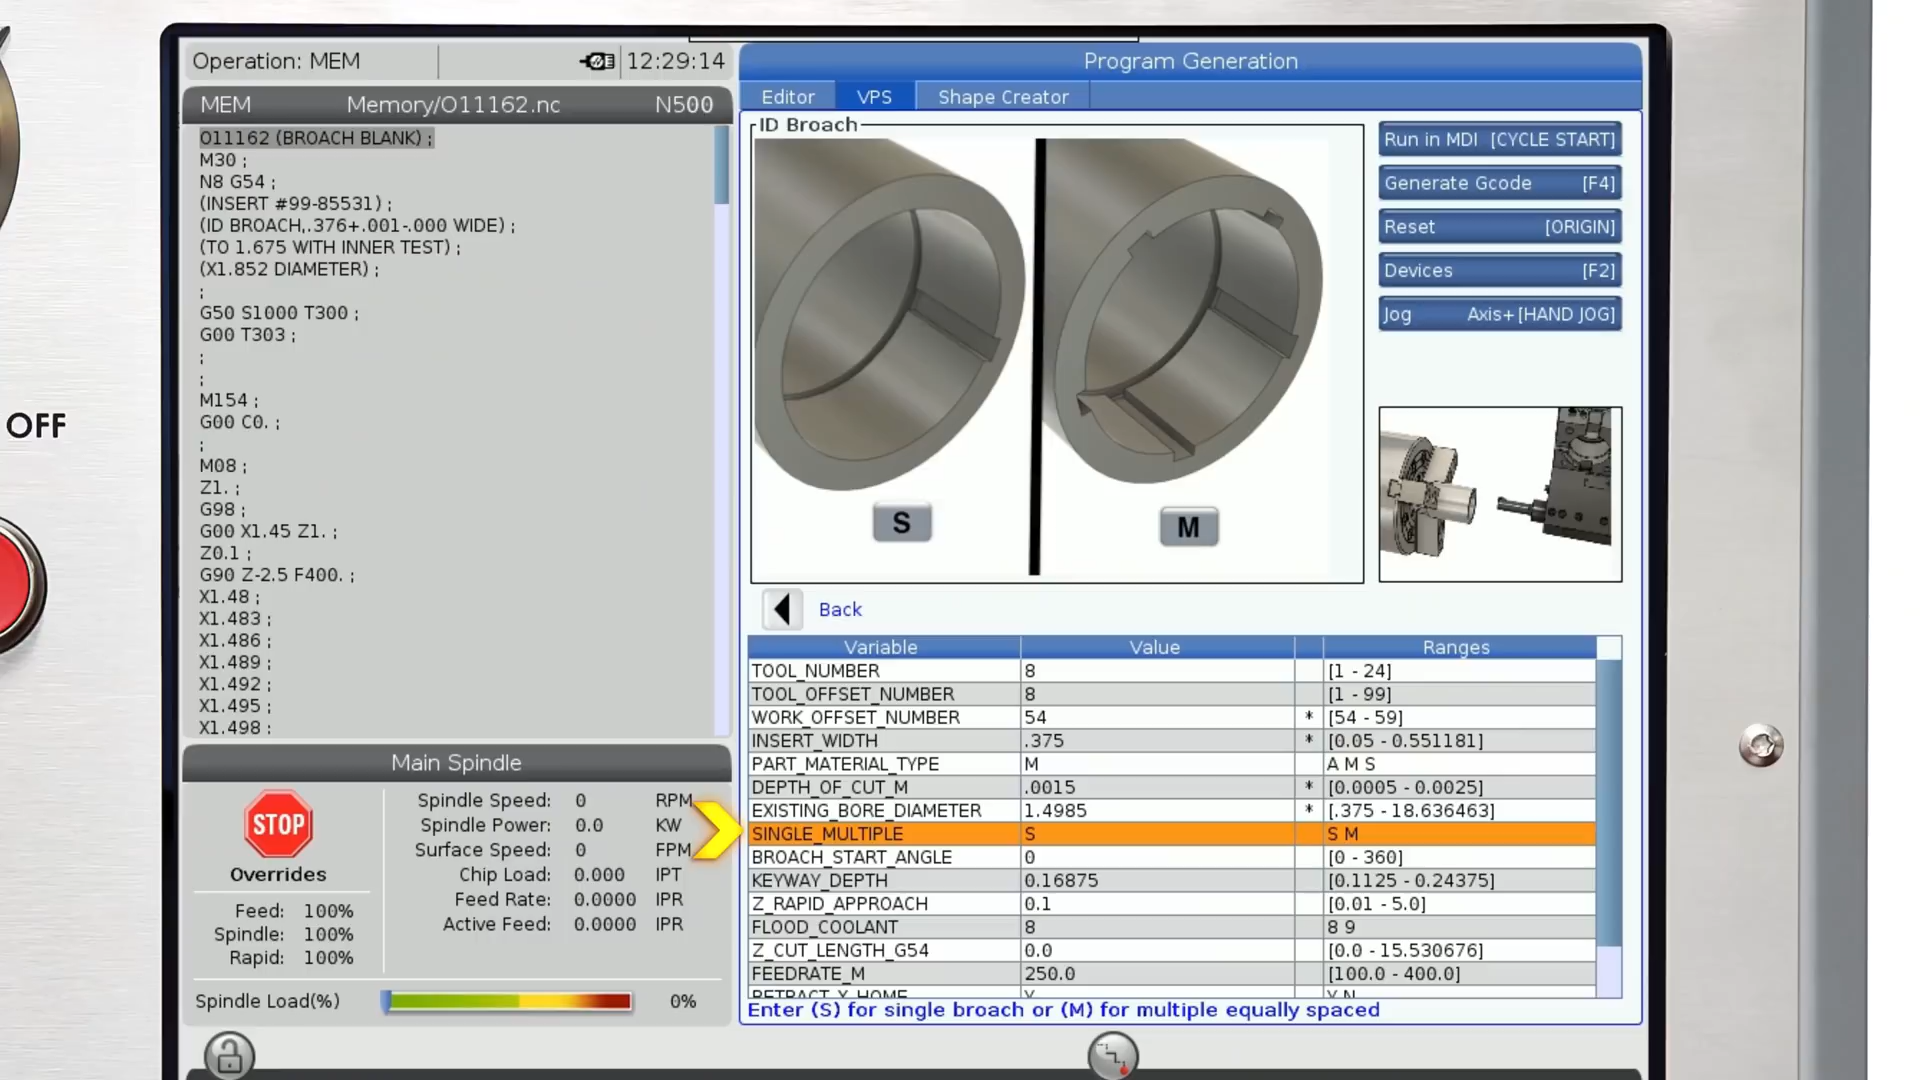 OFF
Operation: MEM
12:29:14
MEM Memory/O11162.nc N500
O11162 (BROACH BLANK) ;
M30 ;
N8 G54 ;
(INSERT #99-85531) ;
(ID BROACH,.376+.001-.000 WIDE) ;
(TO 1.675 WITH INNER TEST) ;
(X1.852 DIAMETER) ;
;
G50 S1000 T300 ;
G00 T303 ;
;
;
M154 ;
G00 C0. ;
;
M08 ;
Z1. ;
G98 ;
G00 X1.45 Z1. ;
Z0.1 ;
G90 Z-2.5 F400. ;
X1.48 ;
X1.483 ;
X1.486 ;
X1.489 ;
X1.492 ;
X1.495 ;
X1.498 ;
Main Spindle
STOP
Overrides
Feed: 100%
Spindle: 100%
Rapid: 100%
Spindle Speed: 0 RPM
Spindle Power: 0.0 KW
Surface Speed: 0 FPM
Chip Load: 0.000 IPT
Feed Rate: 0.0000 IPR
Active Feed: 0.0000 IPR
Spindle Load(%) 0%
Program Generation
Editor VPS Shape Creator
ID Broach
S
M
Run in MDI [CYCLE START]
Generate Gcode [F4]
Reset [ORIGIN]
Devices [F2]
Jog Axis+[HAND JOG]
Back
Variable Value Ranges
TOOL_NUMBER 8 [1 - 24]
TOOL_OFFSET_NUMBER 8 [1 - 99]
WORK_OFFSET_NUMBER 54 * [54 - 59]
INSERT_WIDTH .375 * [0.05 - 0.551181]
PART_MATERIAL_TYPE M A M S
DEPTH_OF_CUT_M .0015 * [0.0005 - 0.0025]
EXISTING_BORE_DIAMETER 1.4985 * [.375 - 18.636463]
SINGLE_MULTIPLE S S M
BROACH_START_ANGLE 0 [0 - 360]
KEYWAY_DEPTH 0.16875 [0.1125 - 0.24375]
Z_RAPID_APPROACH 0.1 [0.01 - 5.0]
FLOOD_COOLANT 8 8 9
Z_CUT_LENGTH_G54 0.0 [0.0 - 15.530676]
FEEDRATE_M 250.0 [100.0 - 400.0]
RETRACT_X_HOME Y Y N
Enter (S) for single broach or (M) for multiple equally spaced